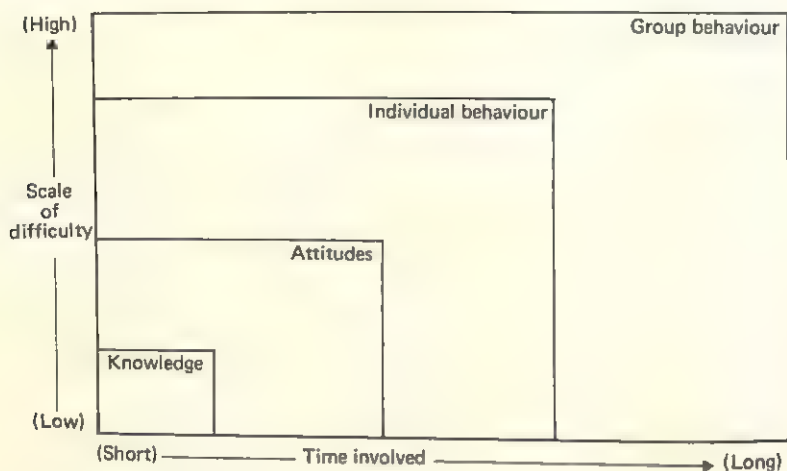 (High)
Group behaviour
Individual behaviour
Scale
of
difficulty
Attitudes
Knowledge
(Low)
(Short)
Time involved
(Long)